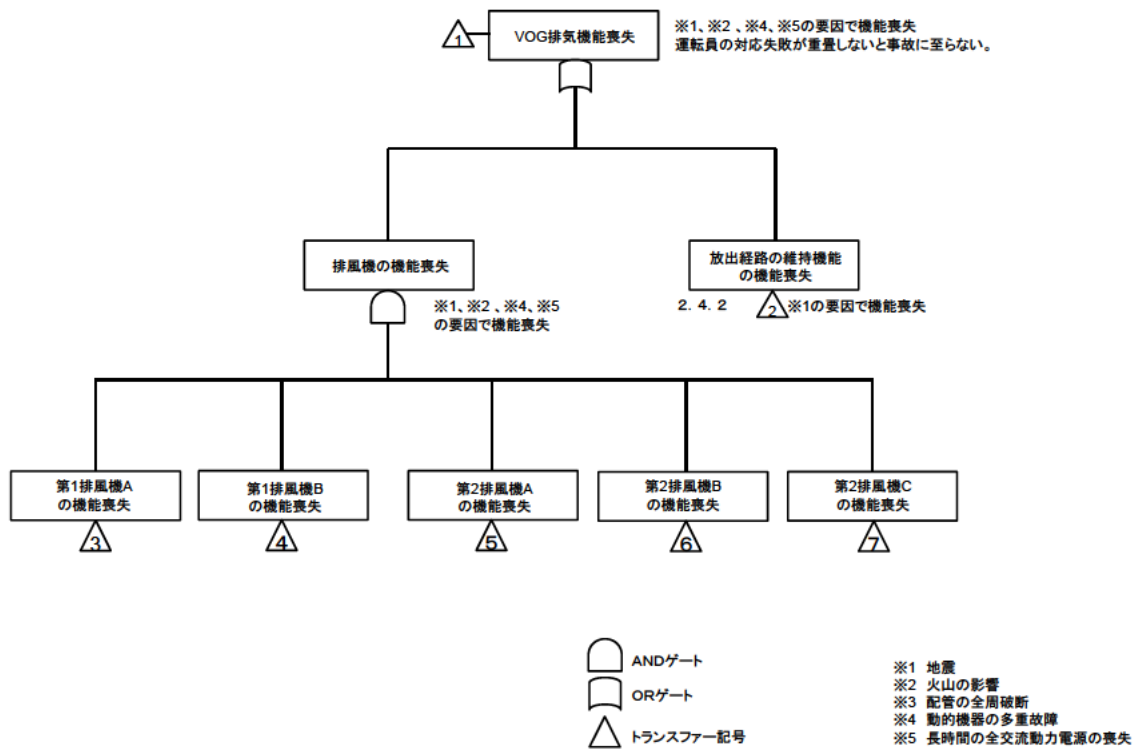 1
VOG排気機能喪失
※1、※2 、※4、※5の要因で機能喪失
運転員の対応失敗が重畳しないと事故に至らない。
排風機の機能喪失
※1、※2 、※4、※5
の要因で機能喪失
放出経路の維持機能
の機能喪失
2. 4. 2
2
※1の要因で機能喪失
第1排風機A
の機能喪失
3
第1排風機B
の機能喪失
4
第2排風機A
の機能喪失
5
第2排風機B
の機能喪失
6
第2排風機C
の機能喪失
7
ANDゲート
ORゲート
トランスファー記号
※1 地震
※2 火山の影響
※3 配管の全周破断
※4 動的機器の多重故障
※5 長時間の全交流動力電源の喪失